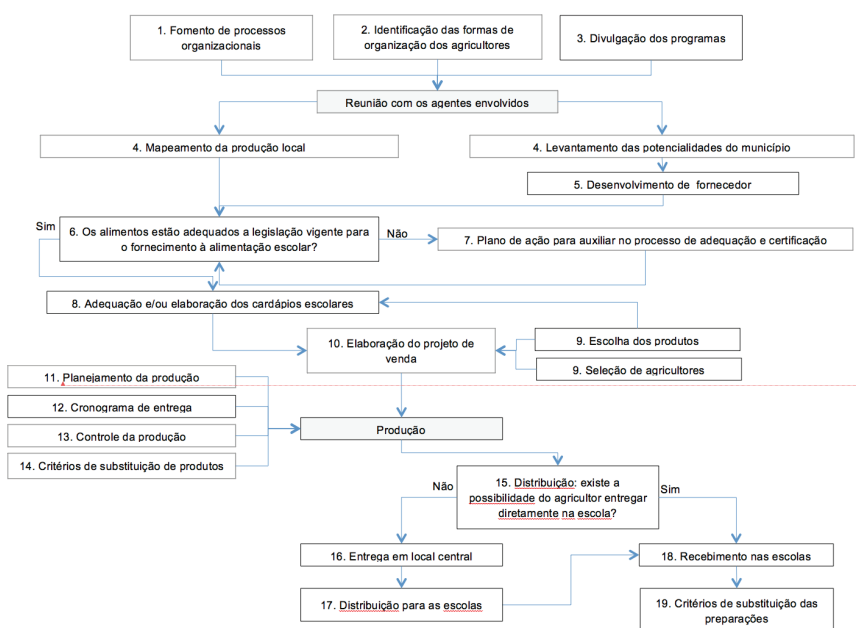 1. Fomento de processos
organizacionais
2. Identificação das formas de
organização dos agricultores
3. Divulgação dos programas
Reunião com os agentes envolvidos
4. Mapeamento da produção local
4. Levantamento das potencialidades do município
5. Desenvolvimento de fornecedor
Sim
6. Os alimentos estão adequados a legislação vigente para
o fornecimento à alimentação escolar?
Não
7. Plano de ação para auxiliar no processo de adequação e certificação
8. Adequação e/ou elaboração dos cardápios escolares
10. Elaboração do projeto de
venda
9. Escolha dos produtos
9. Seleção de agricultores
11. Planejamento da produção
12. Cronograma de entrega
13. Controle da produção
14. Critérios de substituição de produtos
Produção
Não
15. Distribuição: existe a
possibilidade do agricultor entregar
diretamente na escola?
Sim
16. Entrega em local central
18. Recebimento nas escolas
17. Distribuição para as escolas
19. Critérios de substituição das
preparações